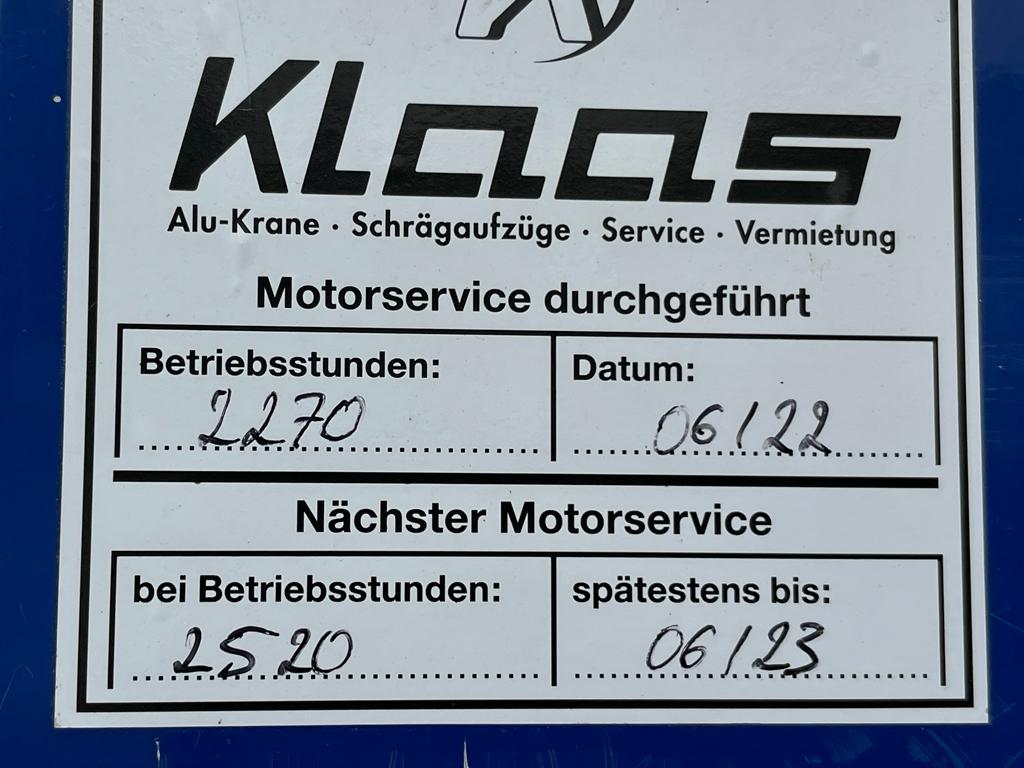 Klaas
Alu-Krane · Schrägaufzüge · Service · Vermietung
Motorservice durchgeführt
Betriebsstunden: Datum:
2270 06/22
Nächster Motorservice
bei Betriebsstunden: spätestens bis:
2520 06/23